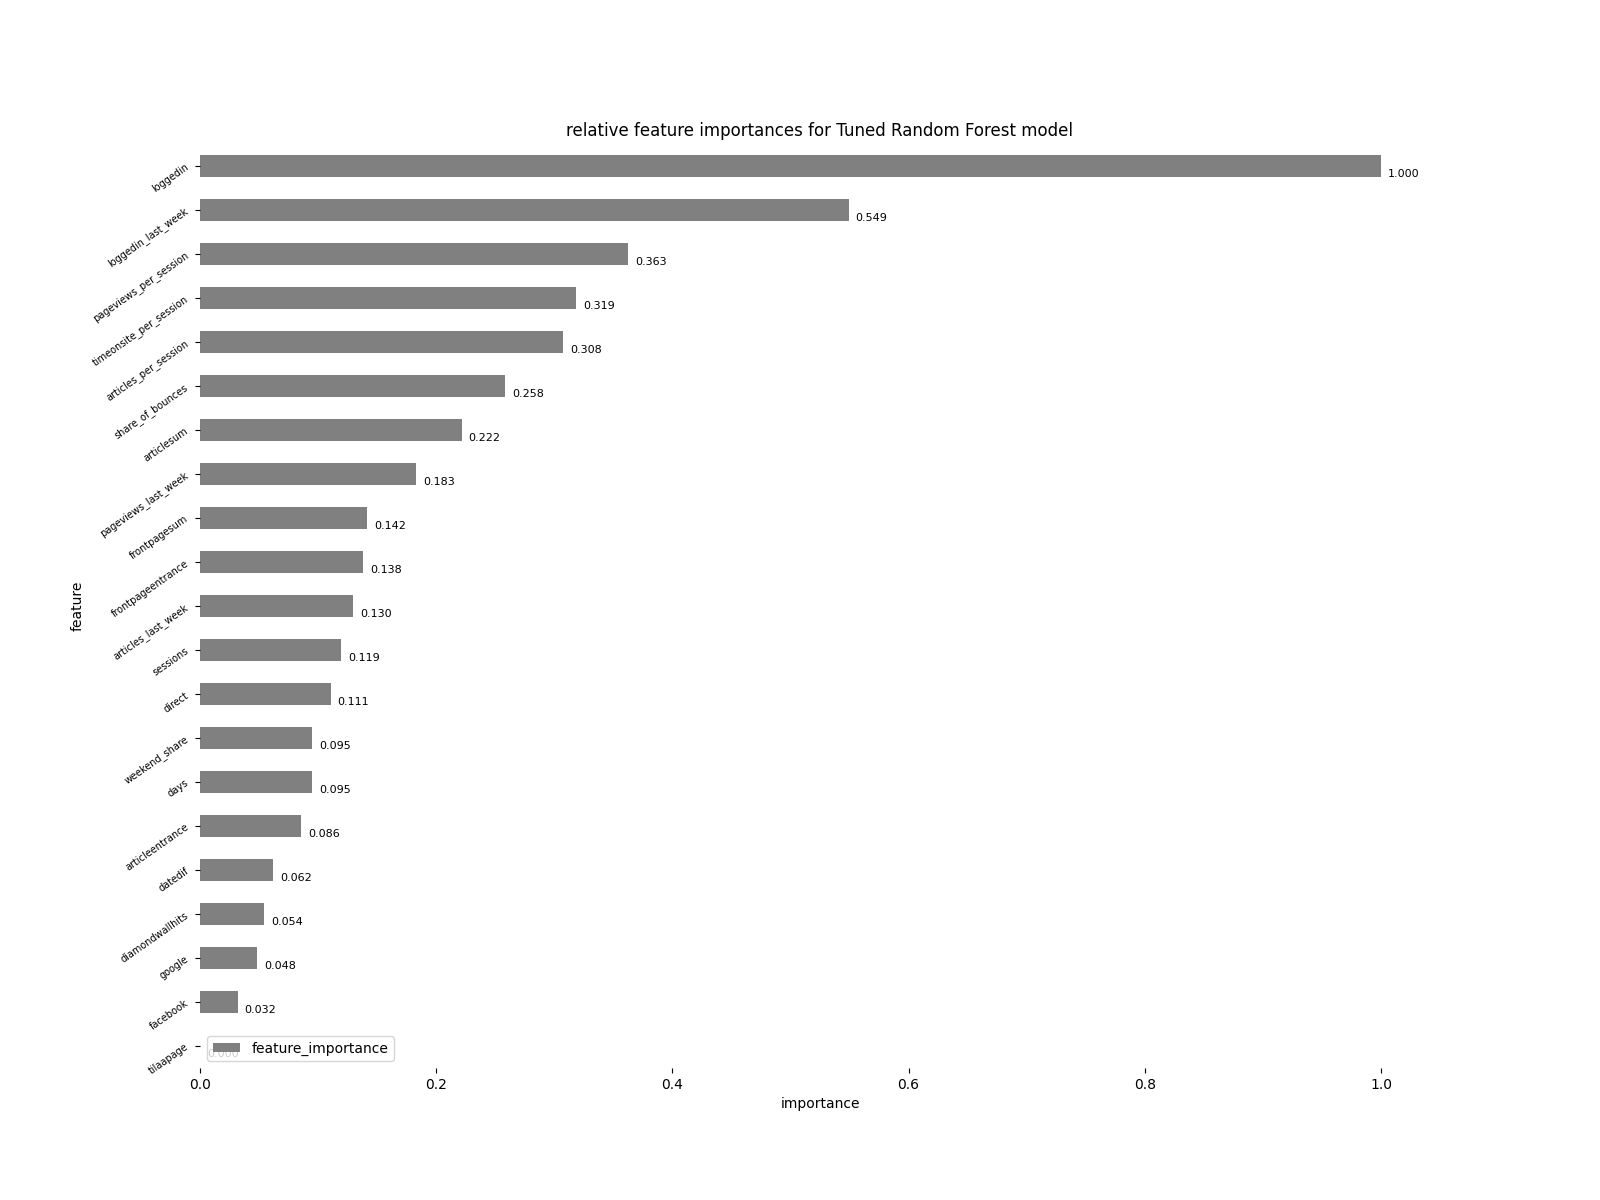 relative feature importances for Tuned Random Forest model
loggedin 1.000
loggedin_last_week 0.549
pageviews_per_session 0.363
timeonsite_per_session 0.319
articles_per_session 0.308
share_of_bounces 0.258
articlesum 0.222
pageviews_last_week 0.183
frontpagesum 0.142
frontpageentrance 0.138
articles_last_week 0.130
sessions 0.119
direct 0.111
weekend_share 0.095
days 0.095
articleentrance 0.086
datedif 0.062
diamondwallhits 0.054
google 0.048
facebook 0.032
tilaapage 0.000
feature_importance
feature
0.0 0.2 0.4 0.6 0.8 1.0
importance